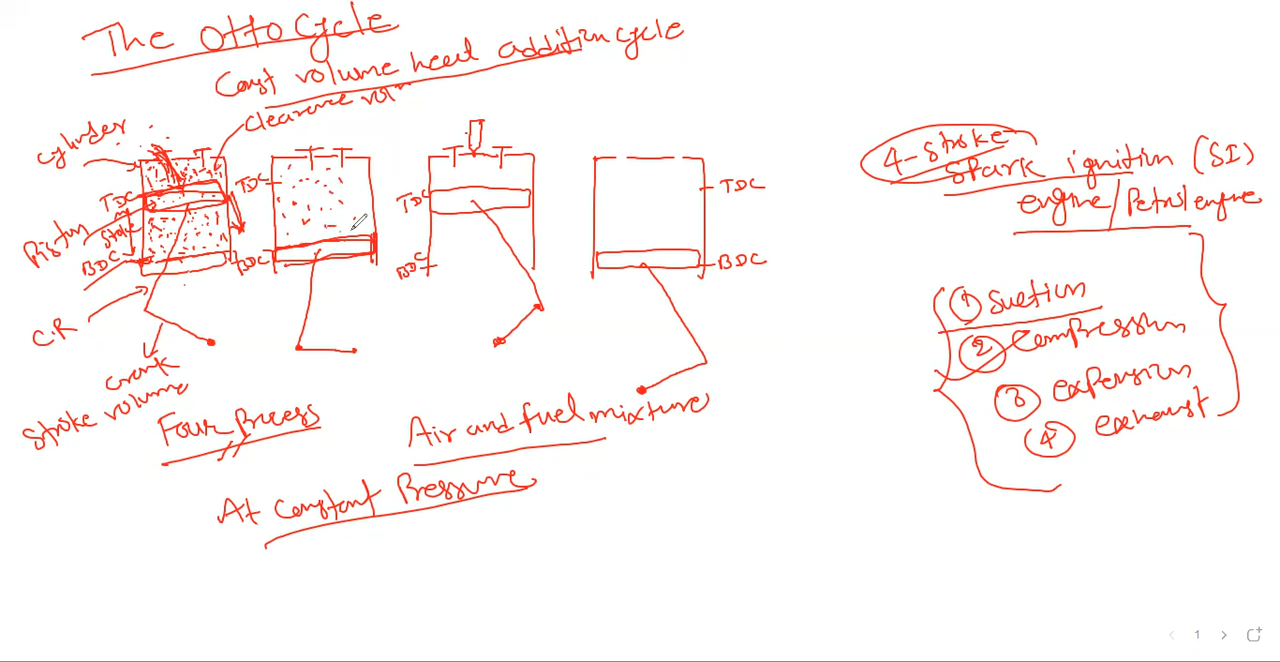 The Otto Cycle
Const volume heat addition cycle
Clearance vol^m
Cylinder
TDC
Piston
Stoke
BDC
C.R
Crank
Stroke volume
TDC
BDC
TDC
BDC
TDC
BDC
Four Process
Air and fuel mixture
At constant Pressure
4-stroke
Spark ignition (SI)
engine/Petrol engine
① Suction
② Compression
③ expension
④ exhaust
1